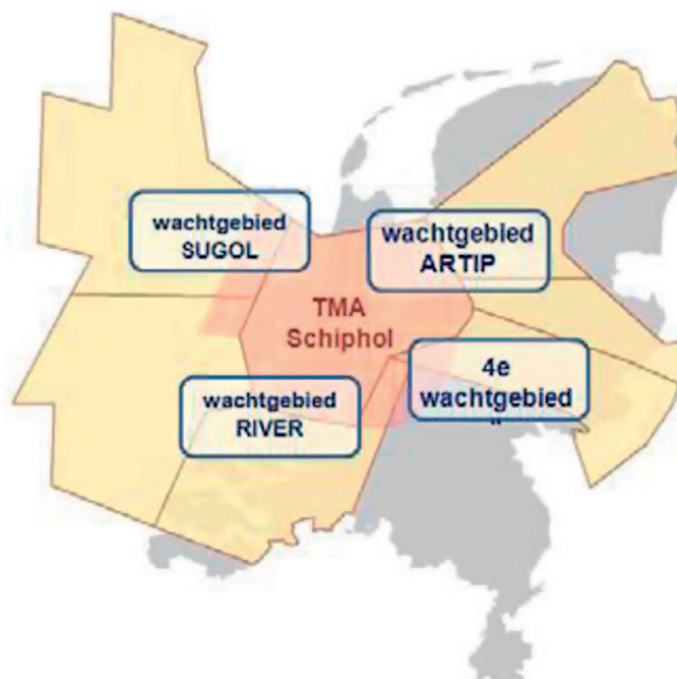 wachtgebied
SUGOL
wachtgebied
ARTIP
TMA
Schiphol
4e
wachtgebied
wachtgebied
RIVER